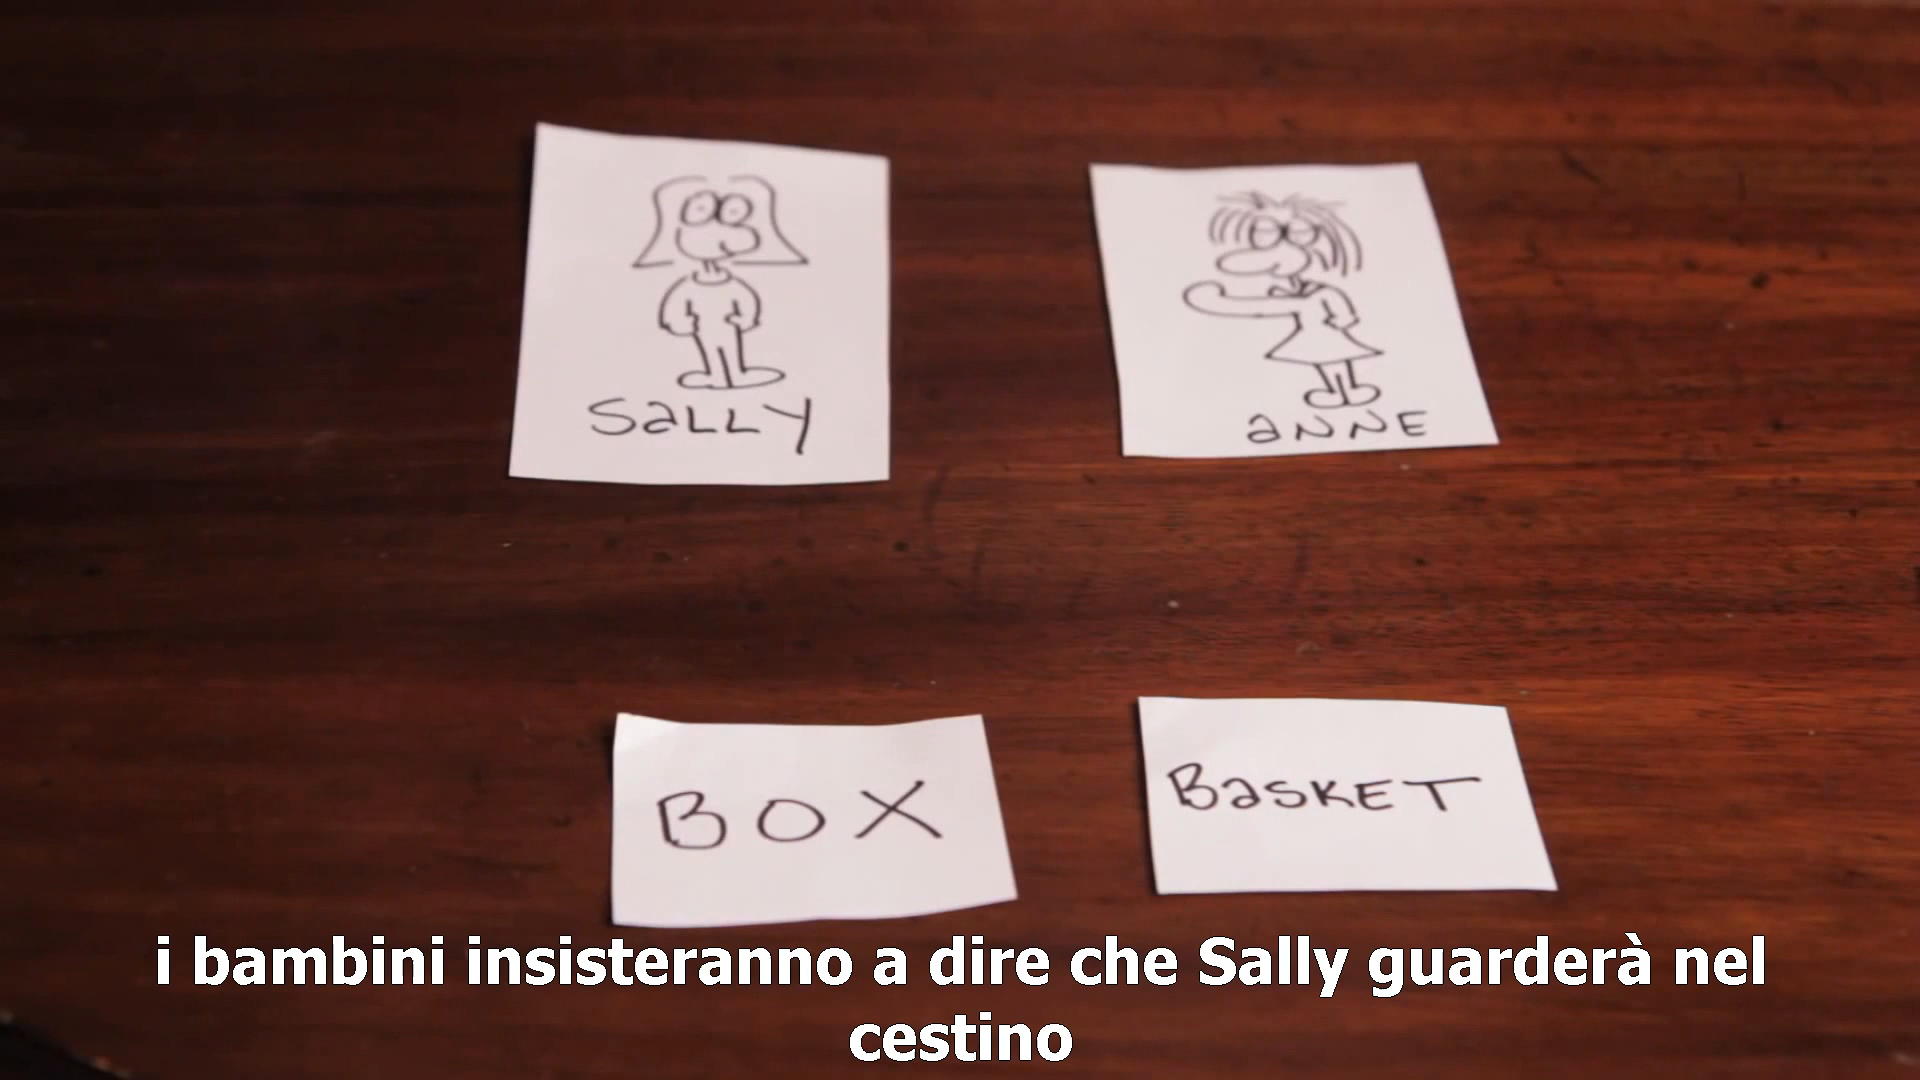 SaLLY
aNNE
BOX
BasKET
i bambini insisteranno a dire che Sally guarderà nel
cestino